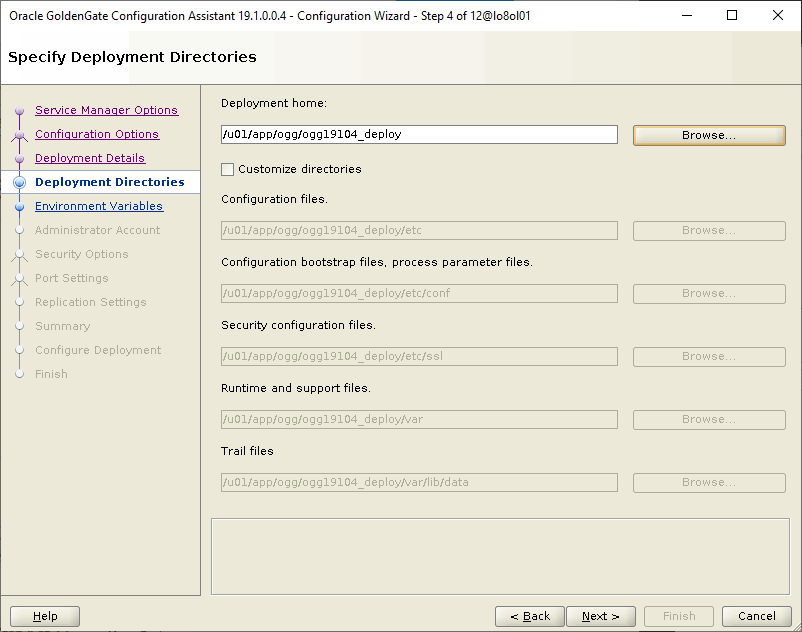 Oracle GoldenGate Configuration Assistant 19.1.0.0.4 - Configuration Wizard - Step 4 of 12@lo8ol01
Specify Deployment Directories
Service Manager Options
Configuration Options
Deployment Details
Deployment Directories
Environment Variables
Administrator Account
Security Options
Port Settings
Replication Settings
Summary
Configure Deployment
Finish
Deployment home:
/u01/app/ogg/ogg19104_deploy
Browse...
Customize directories
Configuration files.
/u01/app/ogg/ogg19104_deploy/etc
Browse...
Configuration bootstrap files, process parameter files.
/u01/app/ogg/ogg19104_deploy/etc/conf
Browse...
Security configuration files.
/u01/app/ogg/ogg19104_deploy/etc/ssl
Browse...
Runtime and support files.
/u01/app/ogg/ogg19104_deploy/var
Browse...
Trail files
/u01/app/ogg/ogg19104_deploy/var/lib/data
Browse...
Help
< Back
Next >
Finish
Cancel